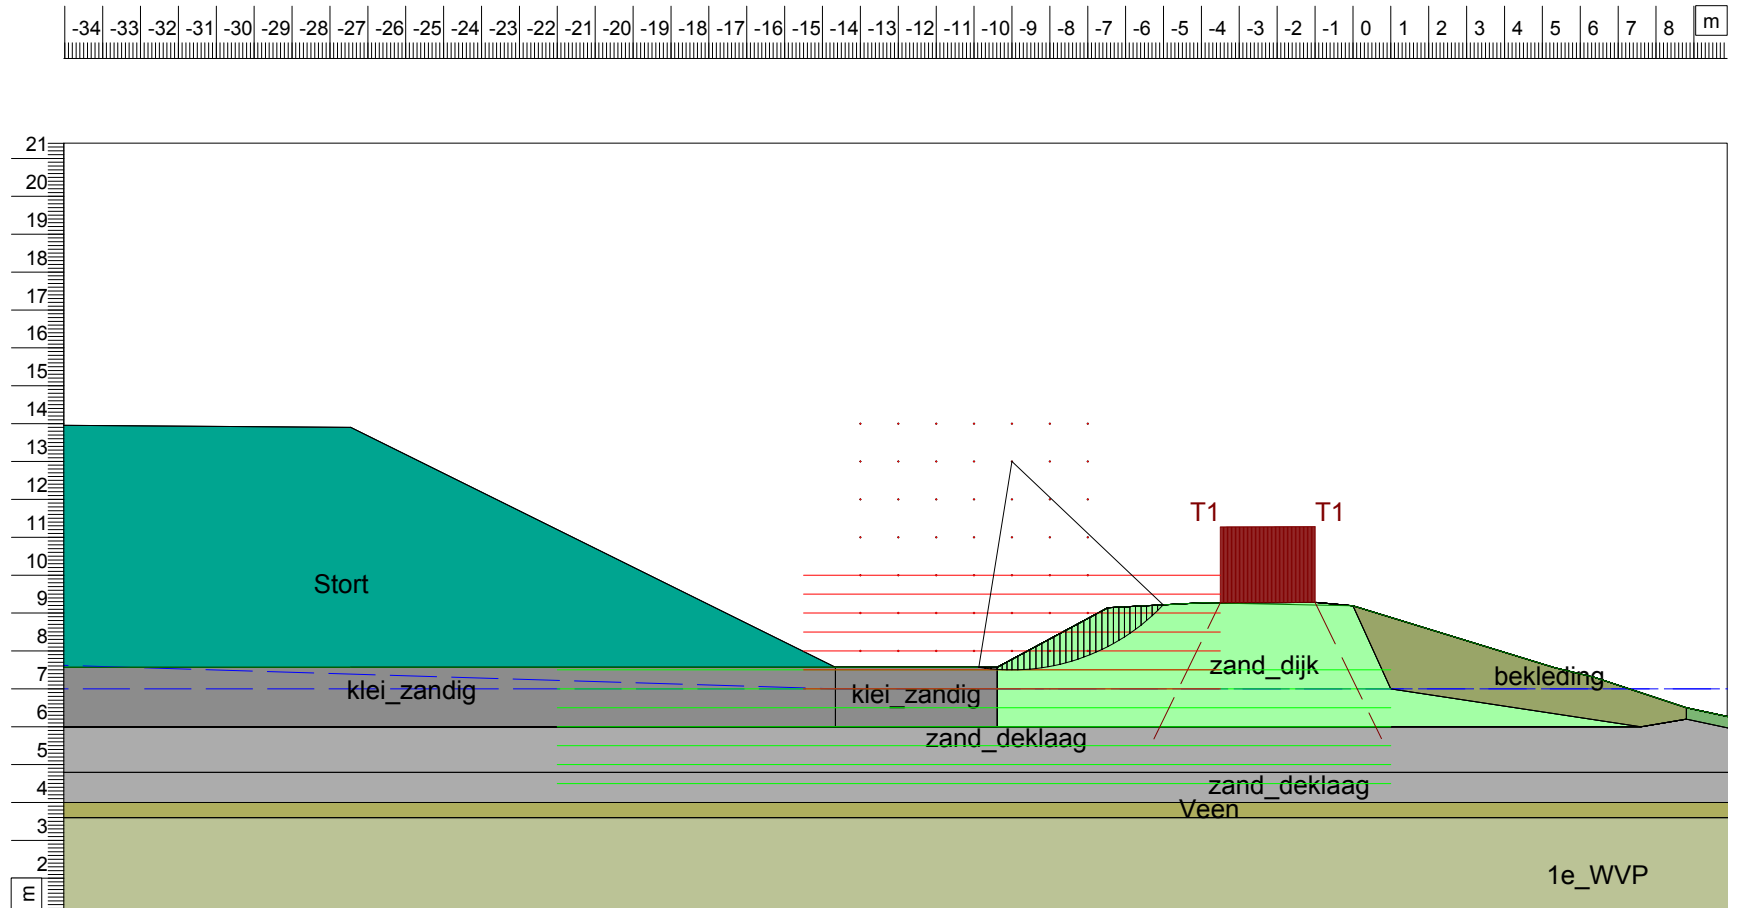 -34 -33 -32 -31 -30 -29 -28 -27 -26 -25 -24 -23 -22 -21 -20 -19 -18 -17 -16 -15 -14 -13 -12 -11 -10 -9 -8 -7 -6 -5 -4 -3 -2 -1 0 1 2 3 4 5 6 7 8 m
21
20
19
18
17
16
15
14
13
12
T1 T1
11
10
Stort
9
8
zand_dijk
bekleding
7
klei_zandig
klei_zandig
6
zand_deklaag
5
zand_deklaag
4
Veen
3
2
1e_WVP
m